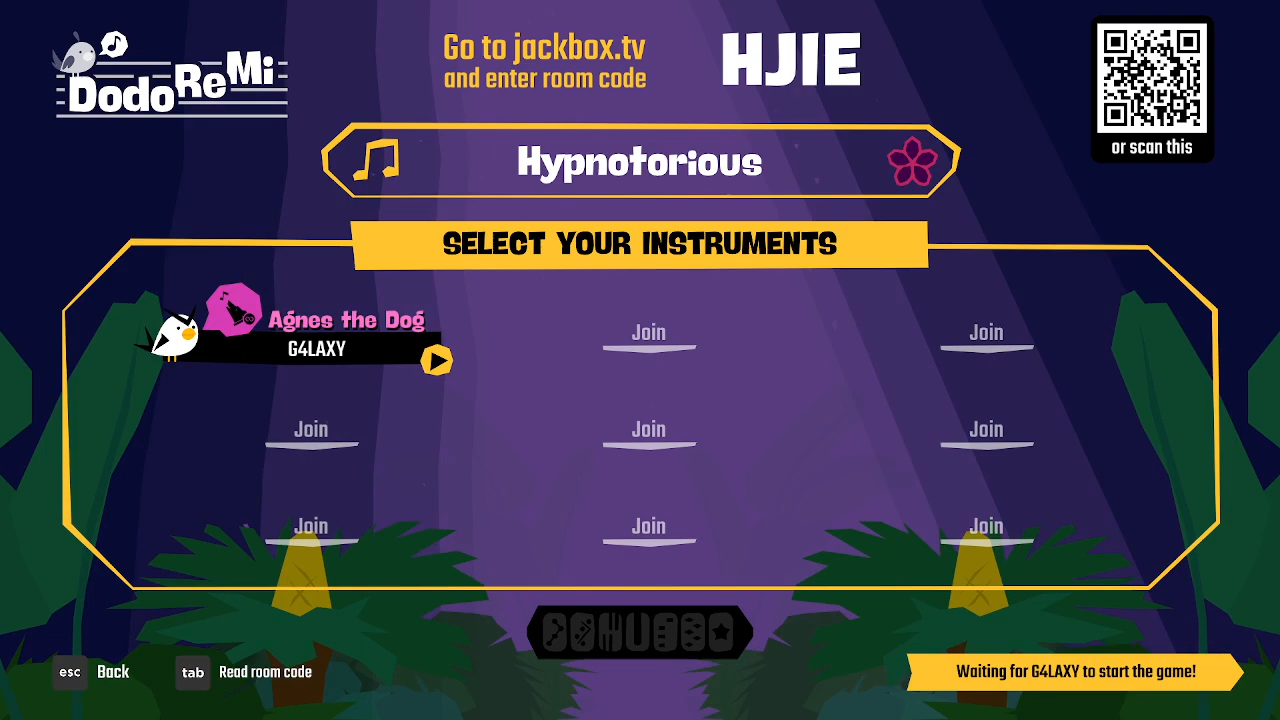 DodoReMi
Go to jackbox.tv
and enter room code
HJIE
or scan this
Hypnotorious
SELECT YOUR INSTRUMENTS
Agnes the Dog
G4LAXY
Join
Join
Join
Join
Join
Join
Join
Join
esc Back
tab Read room code
Waiting for G4LAXY to start the game!